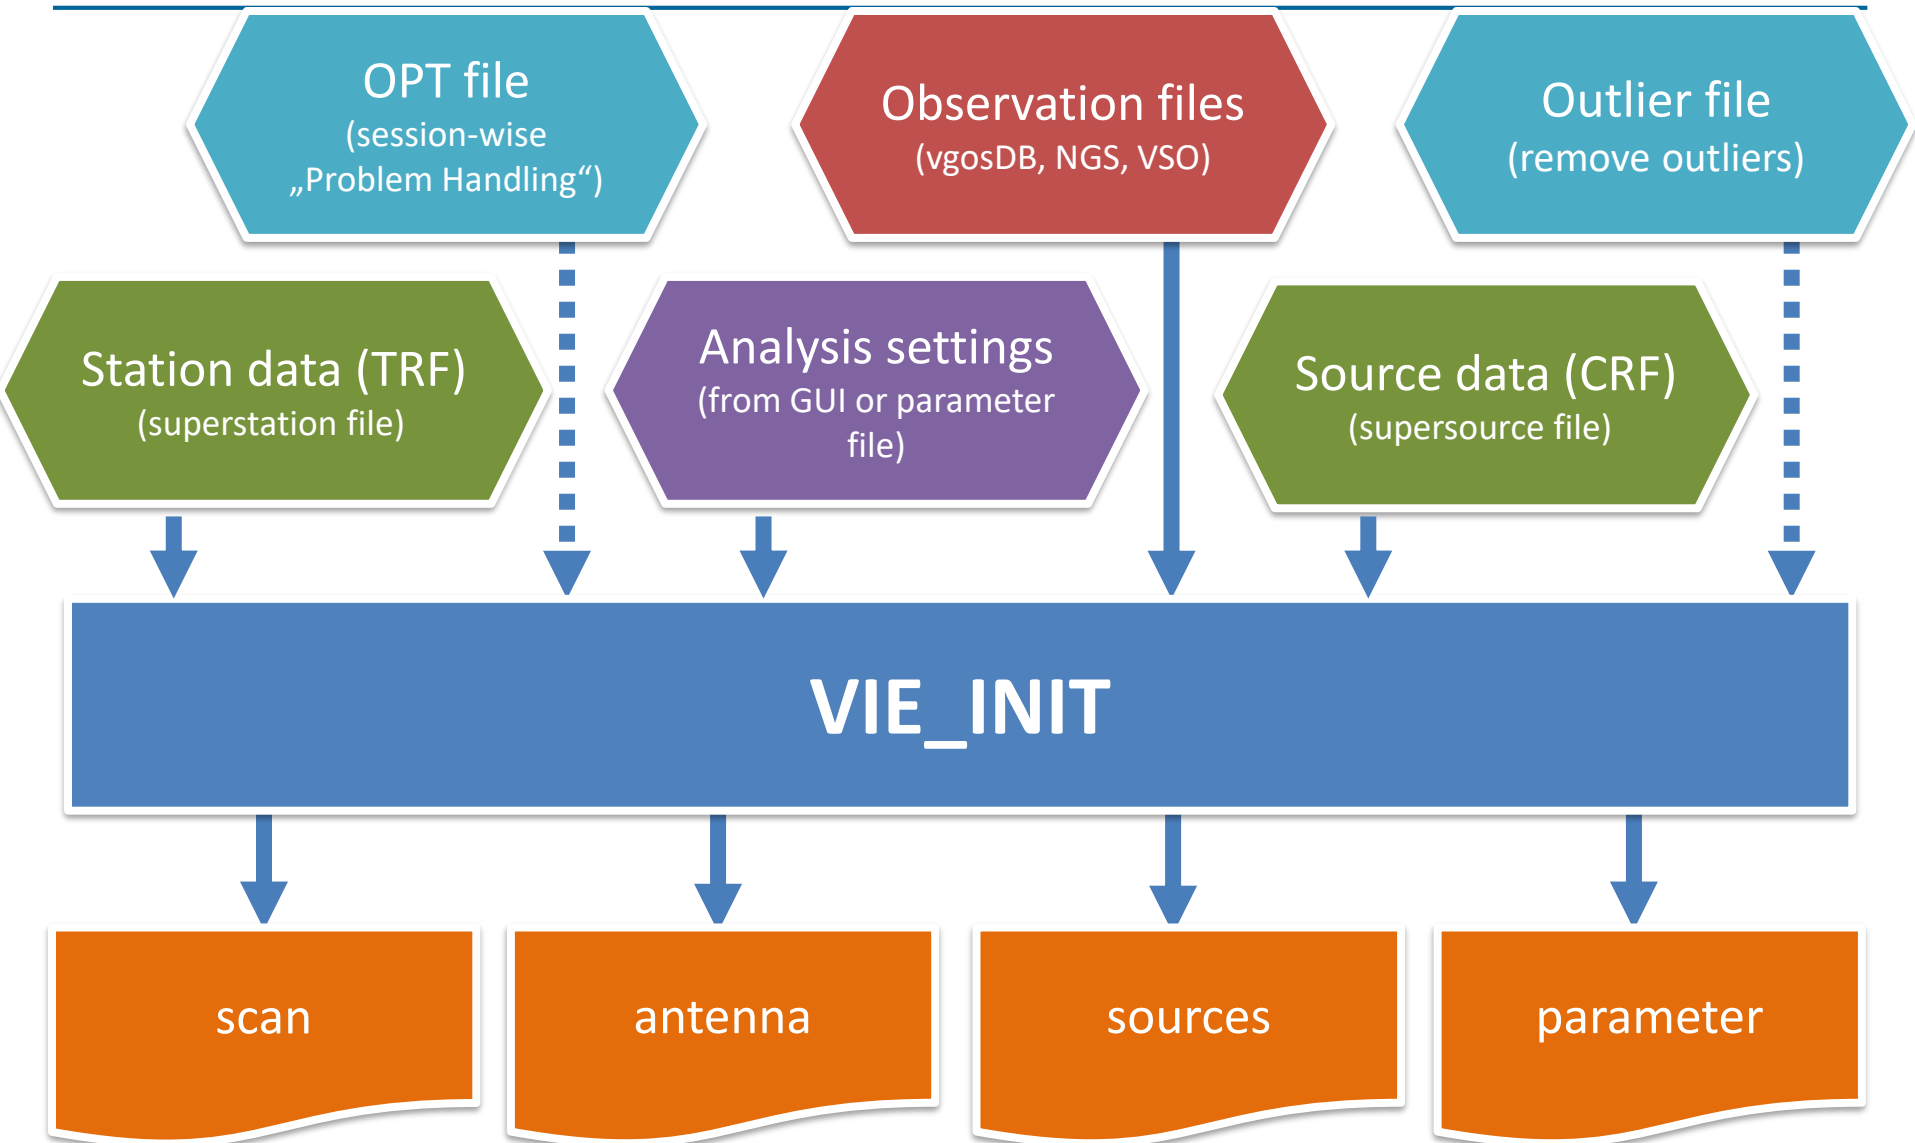 OPT file
(session-wise
„Problem Handling“)
Observation files
(vgosDB, NGS, VSO)
Outlier file
(remove outliers)
Station data (TRF)
(superstation file)
Analysis settings
(from GUI or parameter
file)
Source data (CRF)
(supersource file)
VIE_INIT
scan
antenna
sources
parameter